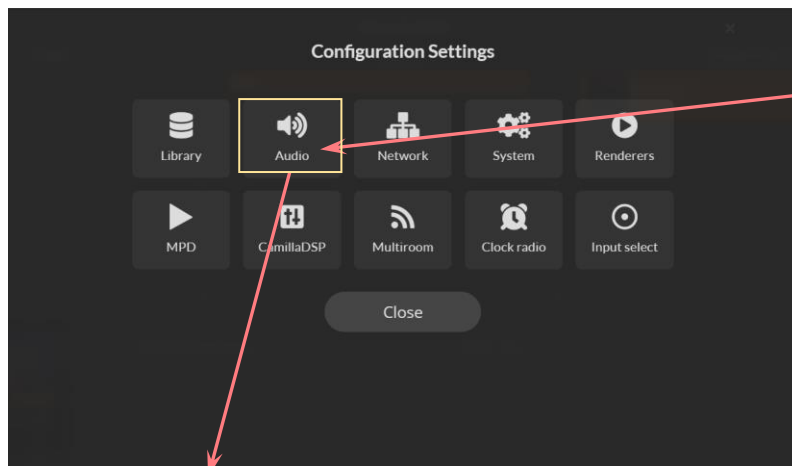 Configuration Settings
Library
Audio
Network
System
Renderers
MPD
CamillaDSP
Multiroom
Clock radio
Input select
Close